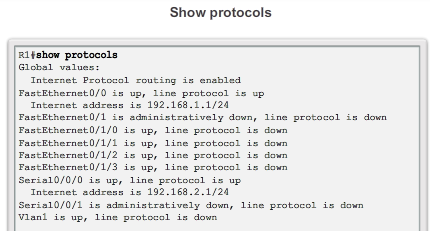 Show protocols
R1#show protocols
Global values:
Internet Protocol routing is enabled
FastEthernet0/0 is up, line protocol is up
Internet address is 192.168.1.1/24
FastEthernet0/1 is administratively down, line protocol is down
FastEthernet0/1/0 is up, line protocol is down
FastEthernet0/1/1 is up, line protocol is down
FastEthernet0/1/2 is up, line protocol is down
FastEthernet0/1/3 is up, line protocol is down
Serial0/0/0 is up, line protocol is up
Internet address is 192.168.2.1/24
Serial0/0/1 is administratively down, line protocol is down
Vlan1 is up, line protocol is down